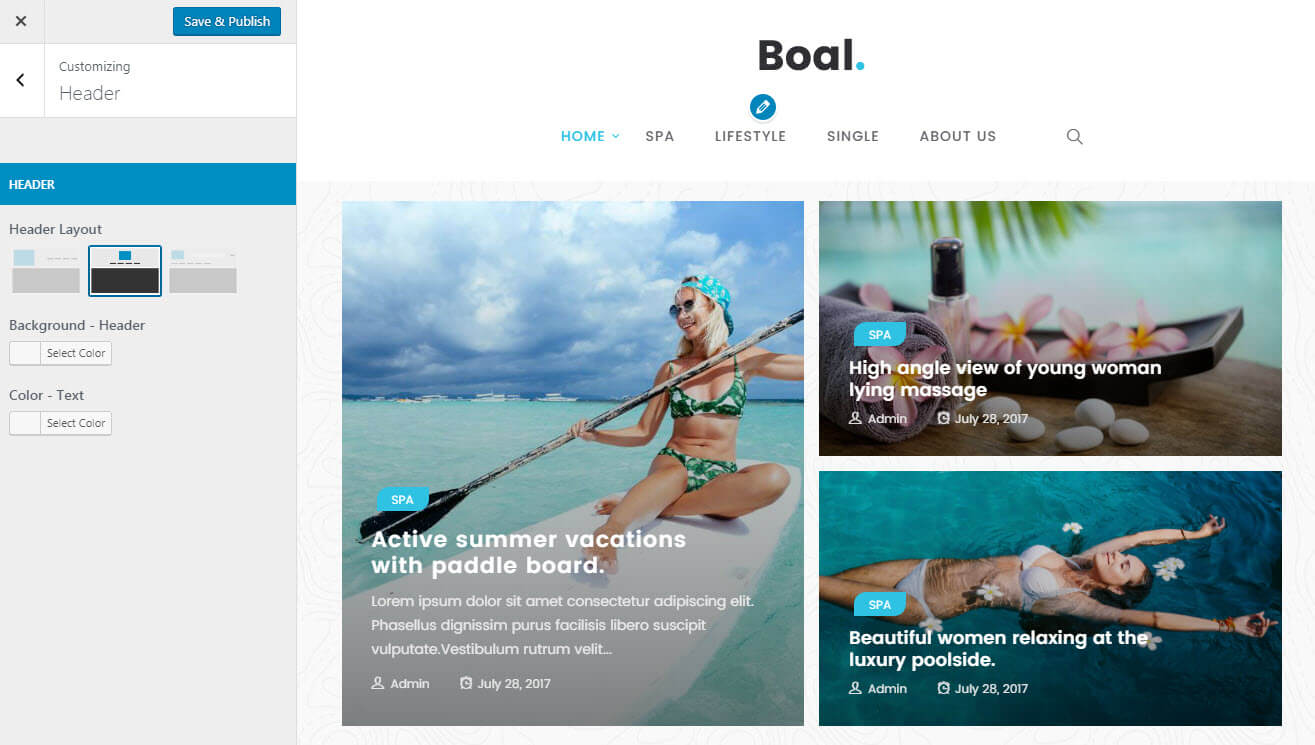 Save & Publish
Customizing
Header
HEADER
Header Layout
Background - Header
Select Color
Color - Text
Select Color
Boal.
HOME SPA LIFESTYLE SINGLE ABOUT US
SPA
Active summer vacations
with paddle board.
Lorem ipsum dolor sit amet consectetur adipiscing elit.
Phasellus dignissim purus facilisis libero suscipit
vulputate.Vestibulum rutrum velit...
Admin July 28, 2017
SPA
High angle view of young woman
lying massage
Admin July 28, 2017
SPA
Beautiful women relaxing at the
luxury poolside.
Admin July 28, 2017